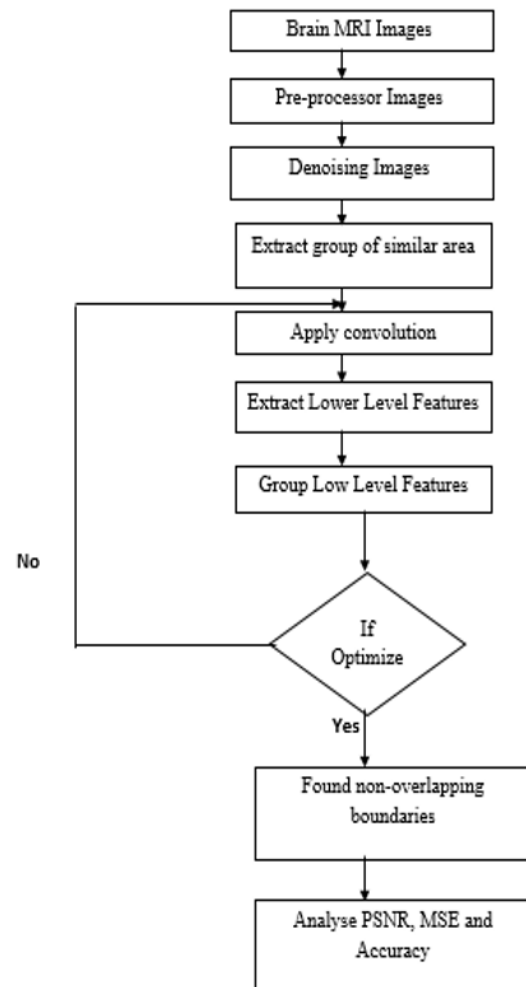 Brain MRI Images
Pre-processor Images
Denoising Images
Extract group of similar area
Apply convolution
Extract Lower Level Features
Group Low Level Features
No
If
Optimize
Yes
Found non-overlapping
boundaries
Analyse PSNR, MSE and
Accuracy